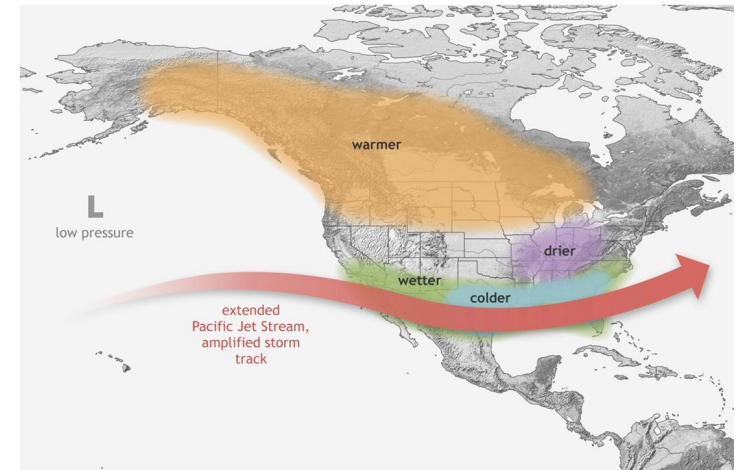 warmer
L
low pressure
drier
wetter
colder
extended
Pacific Jet Stream,
amplified storm
track